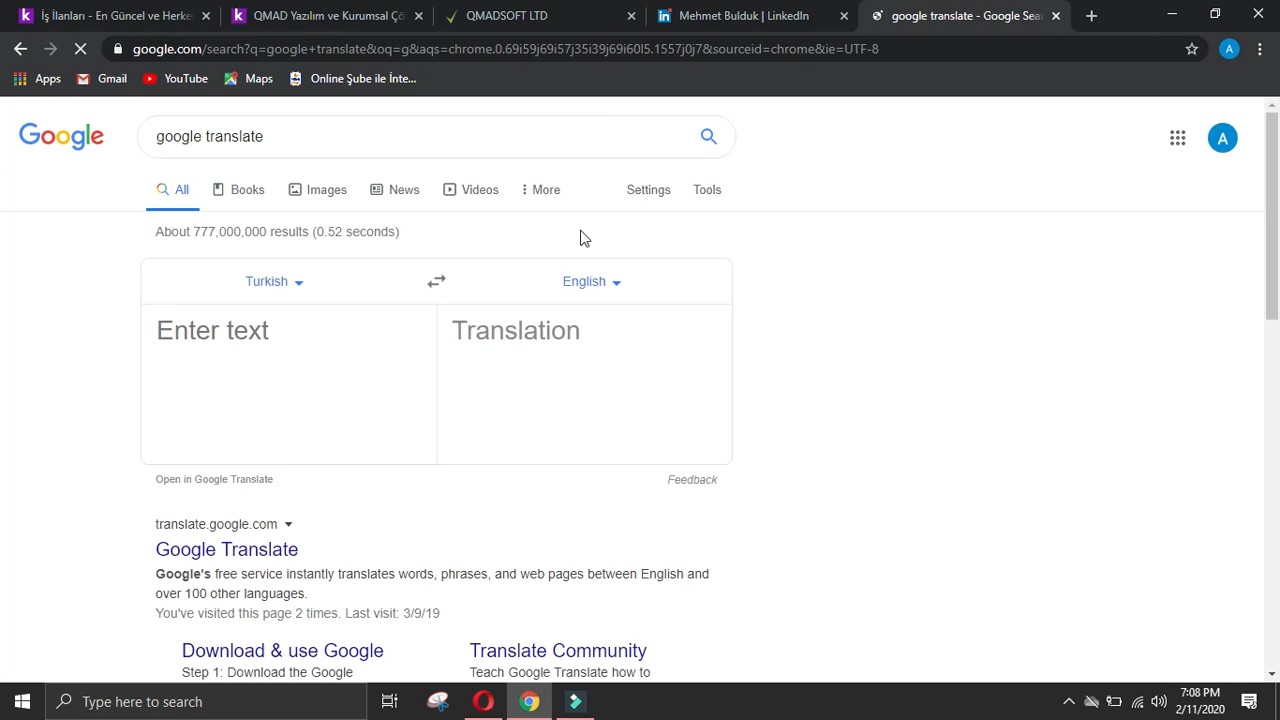 İş İlanları - En Güncel ve Herke
QMAD Yazılım ve Kurumsal Çö
QMADSOFT LTD
Mehmet Bulduk | LinkedIn
google translate - Google Sea
google.com/search?q=google+translate&oq=g&aqs=chrome.0.69i59j69i57j35i39j69i60l5.1557j0j7&sourceid=chrome&ie=UTF-8
A
Apps
Gmail
YouTube
Maps
Online Şube ile İnte...
Google
google translate
A
All
Books
Images
News
Videos
More
Settings
Tools
About 777,000,000 results (0.52 seconds)
Turkish
English
Enter text
Translation
Open in Google Translate
Feedback
translate.google.com
Google Translate
Google's free service instantly translates words, phrases, and web pages between English and
over 100 other languages.
You've visited this page 2 times. Last visit: 3/9/19
Download & use Google
Translate Community
Step 1: Download the Google
Teach Google Translate how to
Type here to search
7:08 PM
2/11/2020